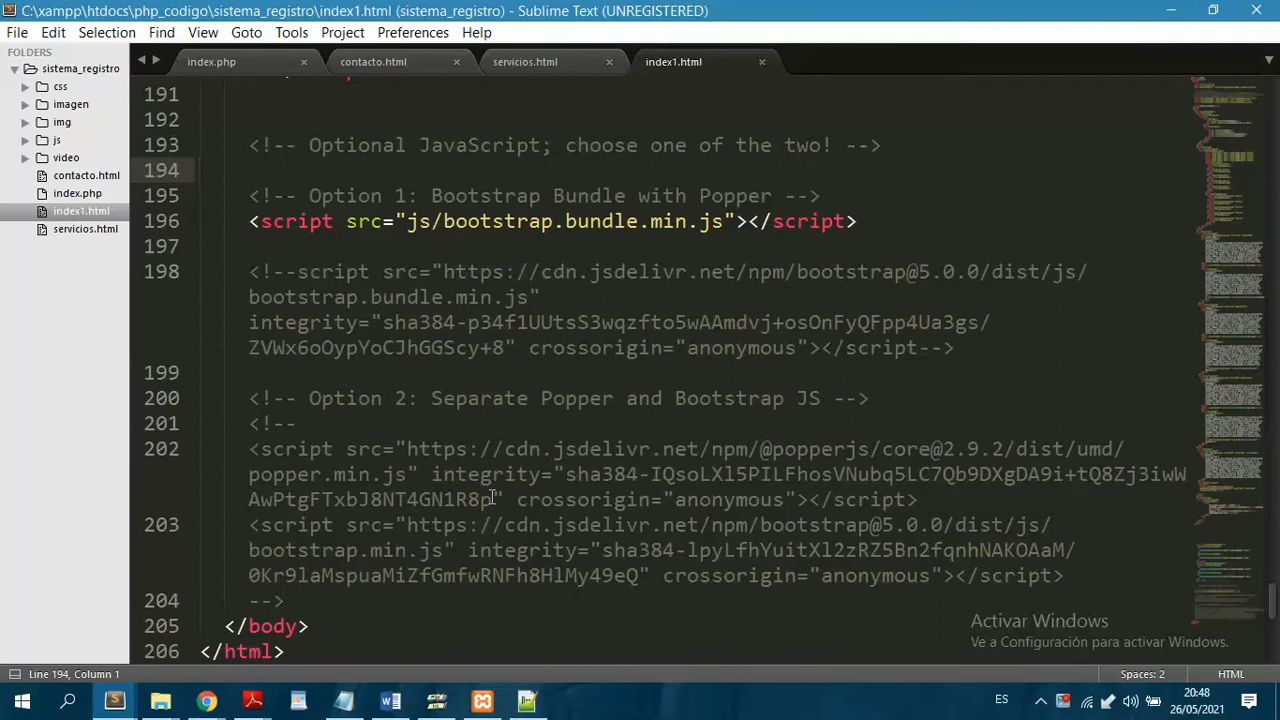 C:\xampp\htdocs\php_codigo\sistema_registro\index1.html (sistema_registro) - Sublime Text (UNREGISTERED)
File Edit Selection Find View Goto Tools Project Preferences Help
FOLDERS
sistema_registro
css
imagen
img
js
video
contacto.html
index.php
index1.html
servicios.html
index.php contacto.html servicios.html index1.html
191
192
193 <!-- Optional JavaScript; choose one of the two! -->
194
195 <!-- Option 1: Bootstrap Bundle with Popper -->
196 <script src="js/bootstrap.bundle.min.js"></script>
197
198 <!--script src="https://cdn.jsdelivr.net/npm/bootstrap@5.0.0/dist/js/
bootstrap.bundle.min.js"
integrity="sha384-p34f1UUtsS3wqzfto5wAAmdvj+osOnFyQFpp4Ua3gs/
ZVWx6oOypYoCJhGGScy+8" crossorigin="anonymous"></script-->
199
200 <!-- Option 2: Separate Popper and Bootstrap JS -->
201 <!--
202 <script src="https://cdn.jsdelivr.net/npm/@popperjs/core@2.9.2/dist/umd/
popper.min.js" integrity="sha384-IQsoLXl5PILFhosVNubq5LC7Qb9DXgDA9i+tQ8Zj3iwW
AwPtgFTxbJ8NT4GN1R8p" crossorigin="anonymous"></script>
203 <script src="https://cdn.jsdelivr.net/npm/bootstrap@5.0.0/dist/js/
bootstrap.min.js" integrity="sha384-lpyLfhYuitXl2zRZ5Bn2fqnhNAKOAaM/
0Kr9laMspuaMiZfGmfwRNFh8HlMy49eQ" crossorigin="anonymous"></script>
204 -->
205 </body>
206 </html>
Activar Windows
Ve a Configuración para activar Windows.
Line 194, Column 1
Spaces: 2
HTML
ES
20:48
26/05/2021